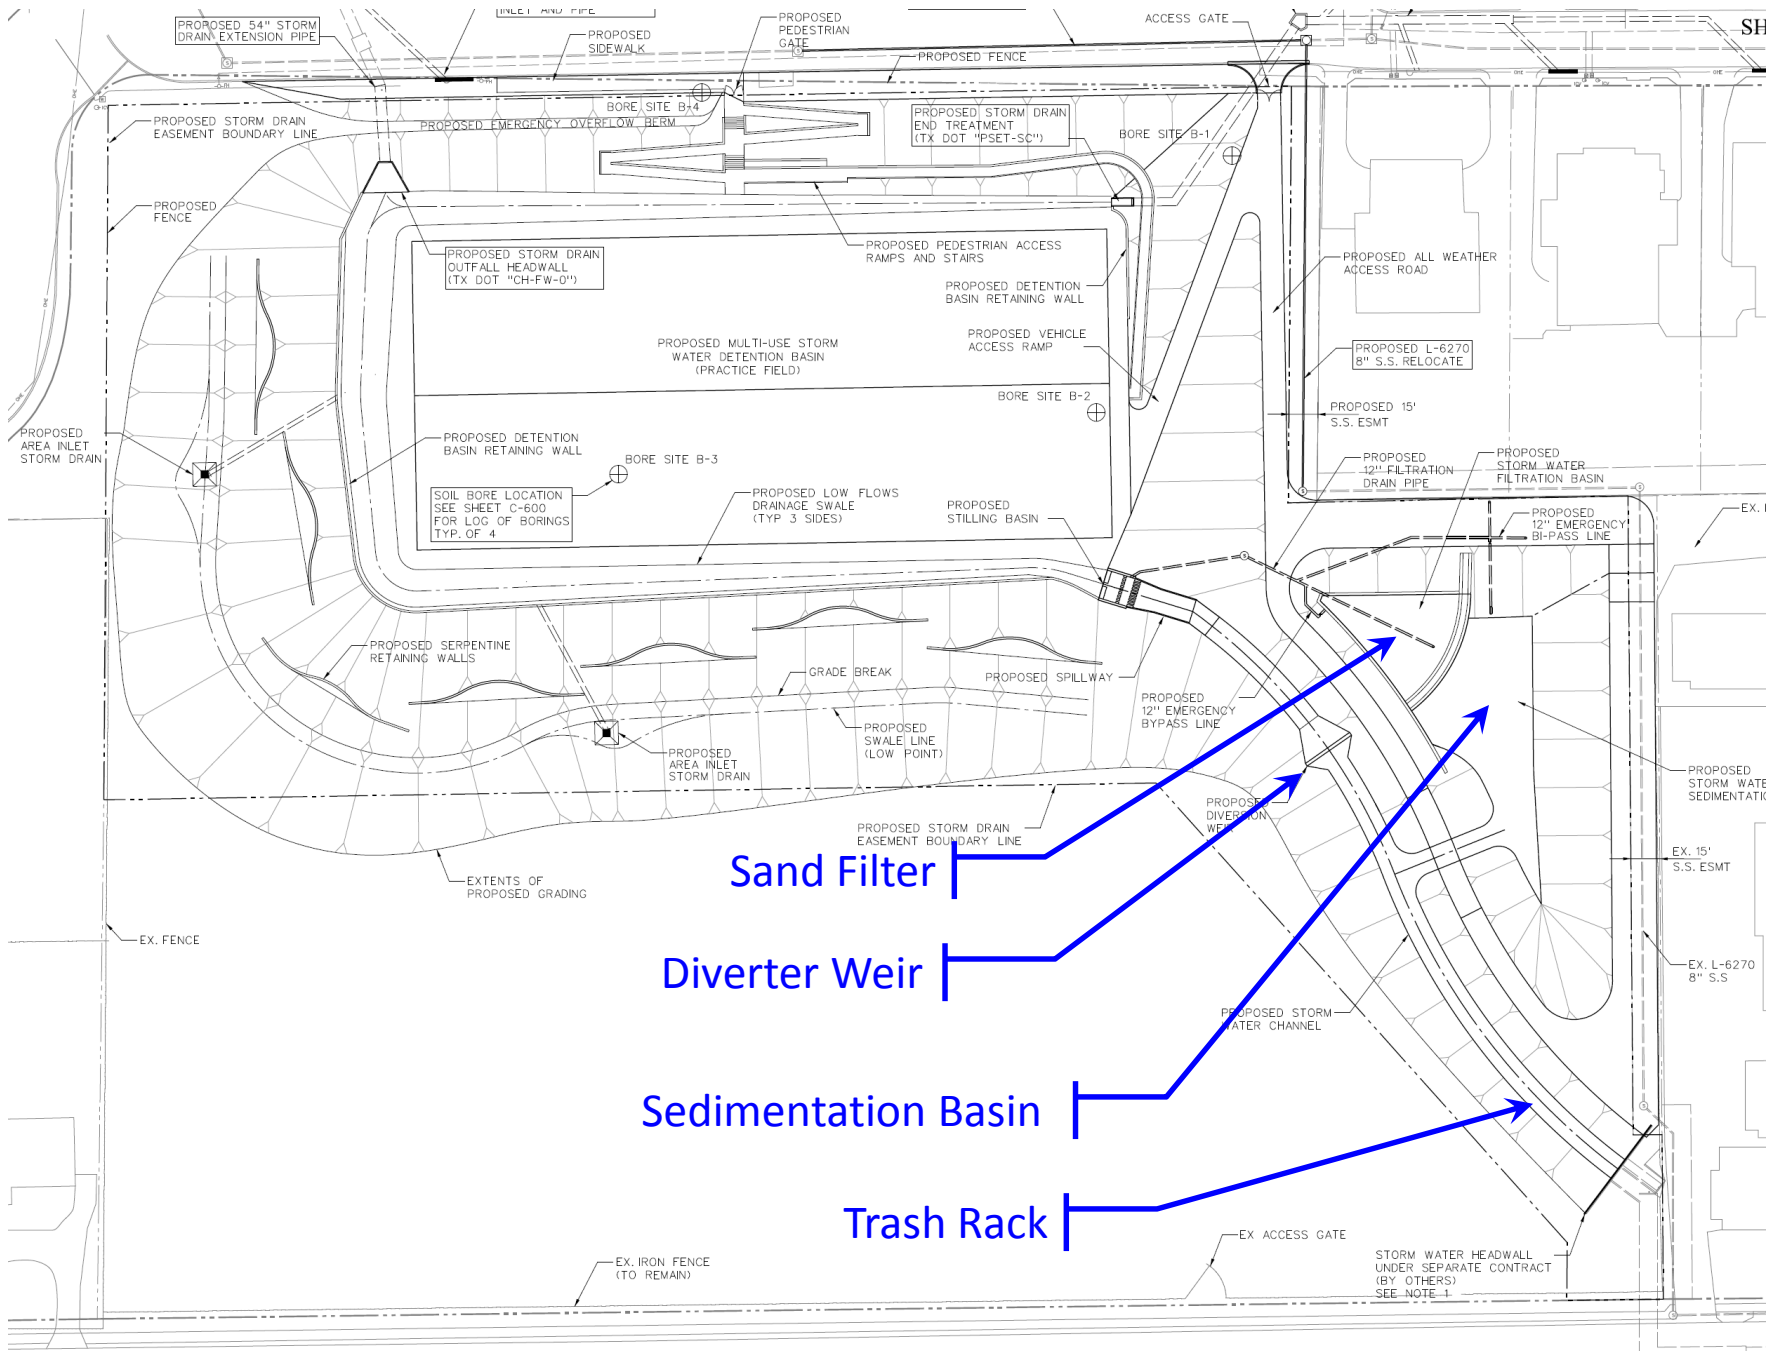 INLET AND PIPE
PROPOSED 54" STORM
DRAIN EXTENSION PIPE
PROPOSED
SIDEWALK
PROPOSED
PEDESTRIAN
GATE
ACCESS GATE
SH
PROPOSED FENCE
BORE SITE B-4
PROPOSED STORM DRAIN
EASEMENT BOUNDARY LINE
PROPOSED EMERGENCY OVERFLOW BERM
PROPOSED STORM DRAIN
END TREATMENT
(TX DOT "PSET-SC")
BORE SITE B-1
PROPOSED
FENCE
PROPOSED STORM DRAIN
OUTFALL HEADWALL
(TX DOT "CH-FW-0")
PROPOSED PEDESTRIAN ACCESS
RAMPS AND STAIRS
PROPOSED ALL WEATHER
ACCESS ROAD
PROPOSED DETENTION
BASIN RETAINING WALL
PROPOSED MULTI-USE STORM
WATER DETENTION BASIN
(PRACTICE FIELD)
PROPOSED VEHICLE
ACCESS RAMP
PROPOSED L-6270
8" S.S. RELOCATE
BORE SITE B-2
PROPOSED 15'
S.S. ESMT
PROPOSED
AREA INLET
STORM DRAIN
PROPOSED DETENTION
BASIN RETAINING WALL
BORE SITE B-3
PROPOSED
12" FILTRATION
DRAIN PIPE
PROPOSED
STORM WATER
FILTRATION BASIN
SOIL BORE LOCATION
SEE SHEET C-600
FOR LOG OF BORINGS
TYP. OF 4
PROPOSED LOW FLOWS
DRAINAGE SWALE
(TYP 3 SIDES)
PROPOSED
STILLING BASIN
PROPOSED
12" EMERGENCY
BI-PASS LINE
EX.
PROPOSED SERPENTINE
RETAINING WALLS
GRADE BREAK
PROPOSED SPILLWAY
PROPOSED
12" EMERGENCY
BYPASS LINE
PROPOSED
SWALE LINE
(LOW POINT)
PROPOSED
AREA INLET
STORM DRAIN
PROPOSED
STORM WATE
SEDIMENTATIO
PROPOSED
DIVERSION
WEIR
PROPOSED STORM DRAIN
EASEMENT BOUNDARY LINE
Sand Filter
EX. 15'
S.S. ESMT
EXTENTS OF
PROPOSED GRADING
EX. FENCE
Diverter Weir
EX. L-6270
8" S.S
PROPOSED STORM
WATER CHANNEL
Sedimentation Basin
Trash Rack
EX ACCESS GATE
EX. IRON FENCE
(TO REMAIN)
STORM WATER HEADWALL
UNDER SEPARATE CONTRACT
(BY OTHERS)
SEE NOTE 1